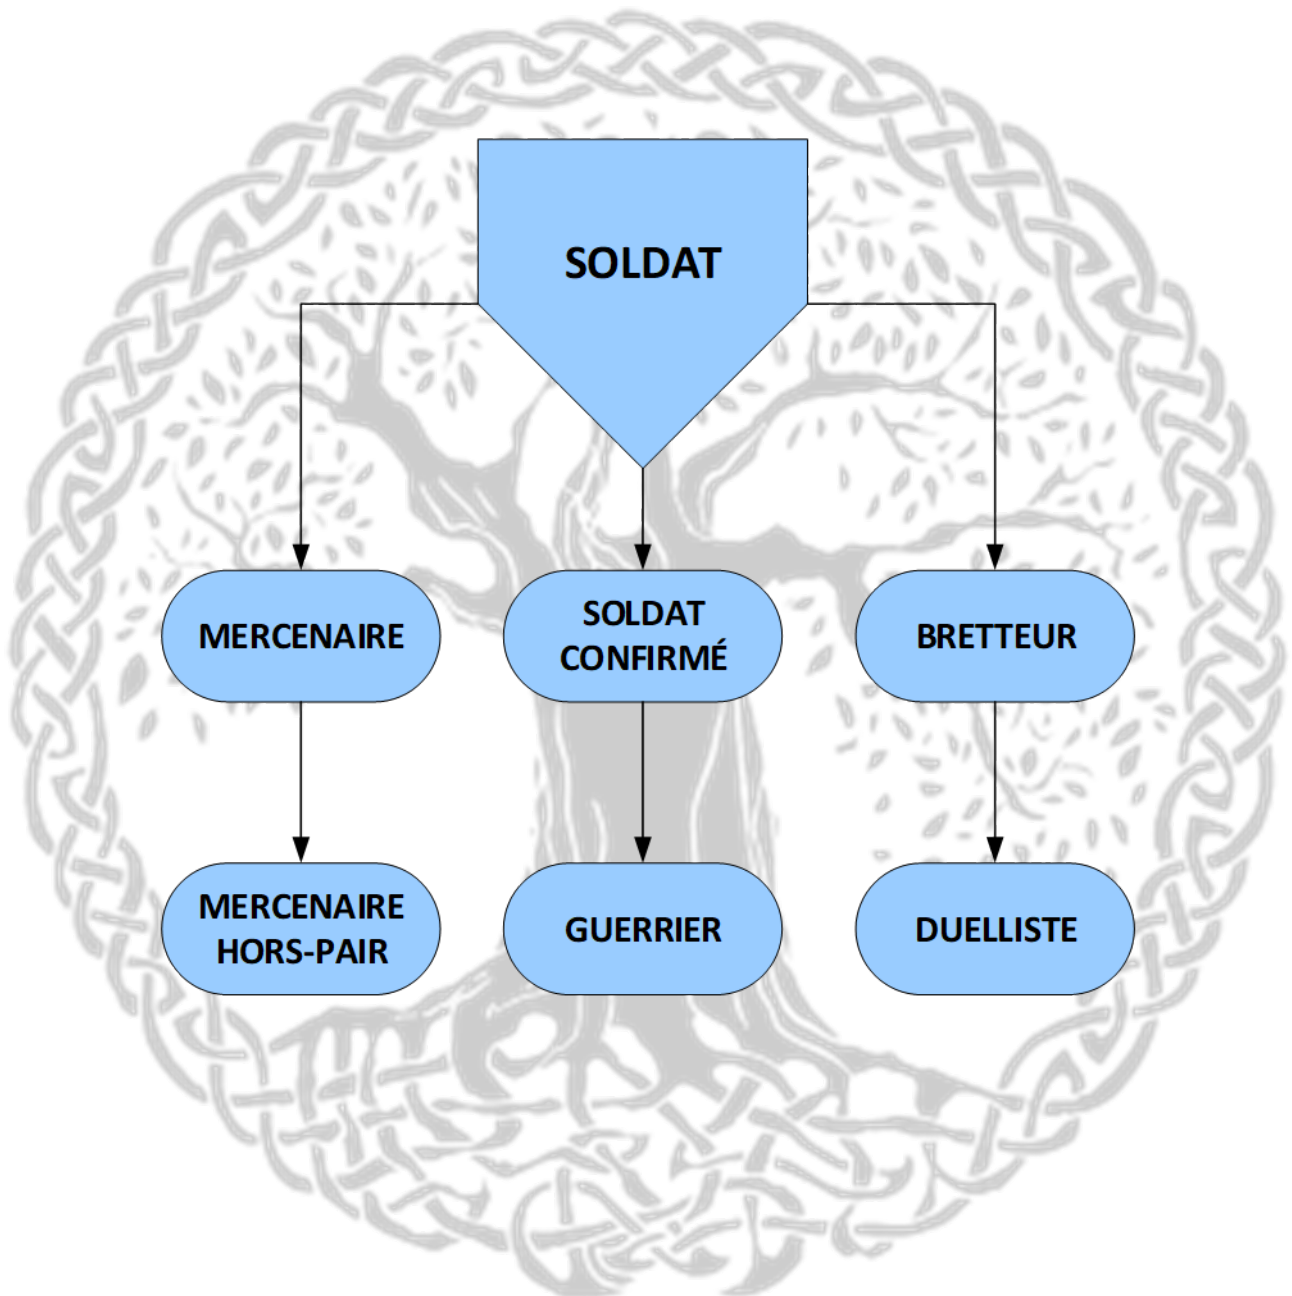 SOLDAT
MERCENAIRE
SOLDAT
CONFIRMÉ
BRETTEUR
MERCENAIRE
HORS-PAIR
GUERRIER
DUELLISTE